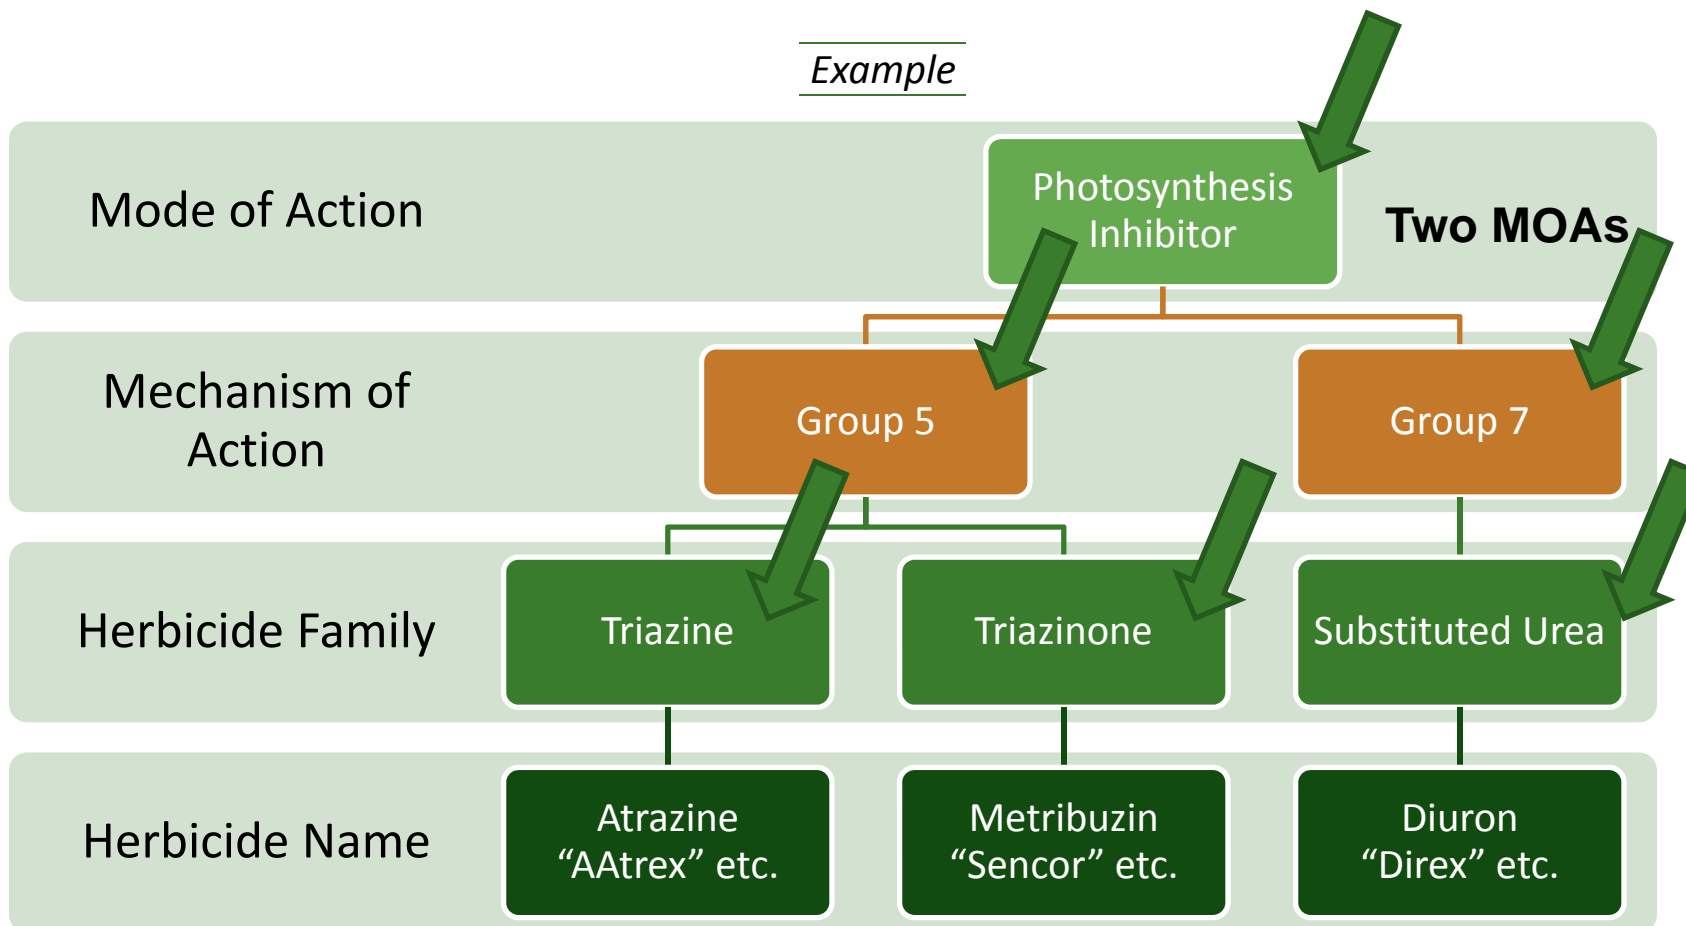 Example
Mode of Action
Photosynthesis
Inhibitor
Two MOAs
Mechanism of
Action
Group 5
Group 7
Herbicide Family
Triazine
Triazinone
Substituted Urea
Herbicide Name
Atrazine
“AAtrex” etc.
Metribuzin
“Sencor” etc.
Diuron
“Direx” etc.